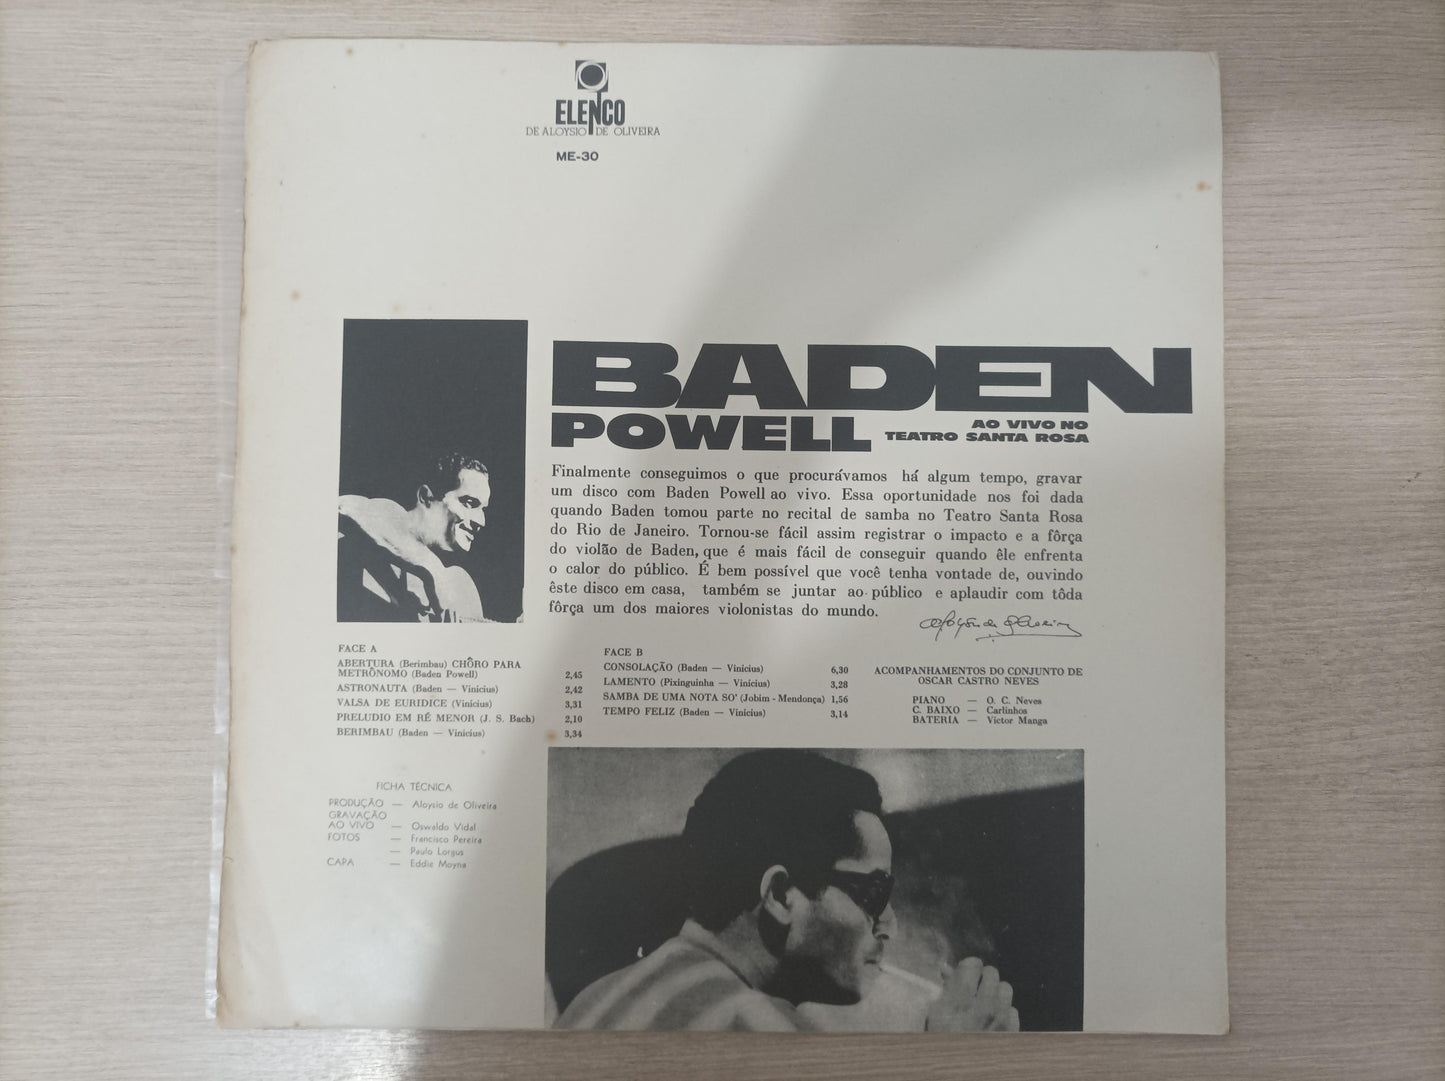 ELENCO
DE ALOYSIO DE OLIVEIRA
ME-30
BADEN
POWELL
AO VIVO NO
TEATRO SANTA ROSA
Finalmente conseguimos o que procurávamos há algum tempo, gravar
um disco com Baden Powell ao vivo. Essa oportunidade nos foi dada
quando Baden tomou parte no recital de samba no Teatro Santa Rosa
do Rio de Janeiro. Tornou-se fácil assim registrar o impacto e a fôrça
do violão de Baden, que é mais fácil de conseguir quando êle enfrenta
o calor do público. É bem possível que você tenha vontade de, ouvindo
êste disco em casa, também se juntar ao público e aplaudir com tôda
fôrça um dos maiores violonistas do mundo.
Aloysio de Oliveira
FACE A
ABERTURA (Berimbau) CHÔRO PARA
METRÔNOMO (Baden Powell) 2,45
ASTRONAUTA (Baden — Vinicius) 2,42
VALSA DE EURIDICE (Vinicius) 3,31
PRELUDIO EM RÉ MENOR (J. S. Bach) 2,10
BERIMBAU (Baden — Vinicius) 3,34
FACE B
CONSOLAÇÃO (Baden — Vinicius) 6,30
LAMENTO (Pixinguinha — Vinicius) 3,28
SAMBA DE UMA NOTA SO' (Jobim - Mendonça) 1,56
TEMPO FELIZ (Baden — Vinicius) 3,14
ACOMPANHAMENTOS DO CONJUNTO DE
OSCAR CASTRO NEVES
PIANO — O. C. Neves
C. BAIXO — Carlinhos
BATERIA — Victor Manga
FICHA TÉCNICA
PRODUÇÃO — Aloysio de Oliveira
GRAVAÇÃO
AO VIVO — Oswaldo Vidal
FOTOS — Francisco Pereira
— Paulo Lorgus
CAPA — Eddie Moyna